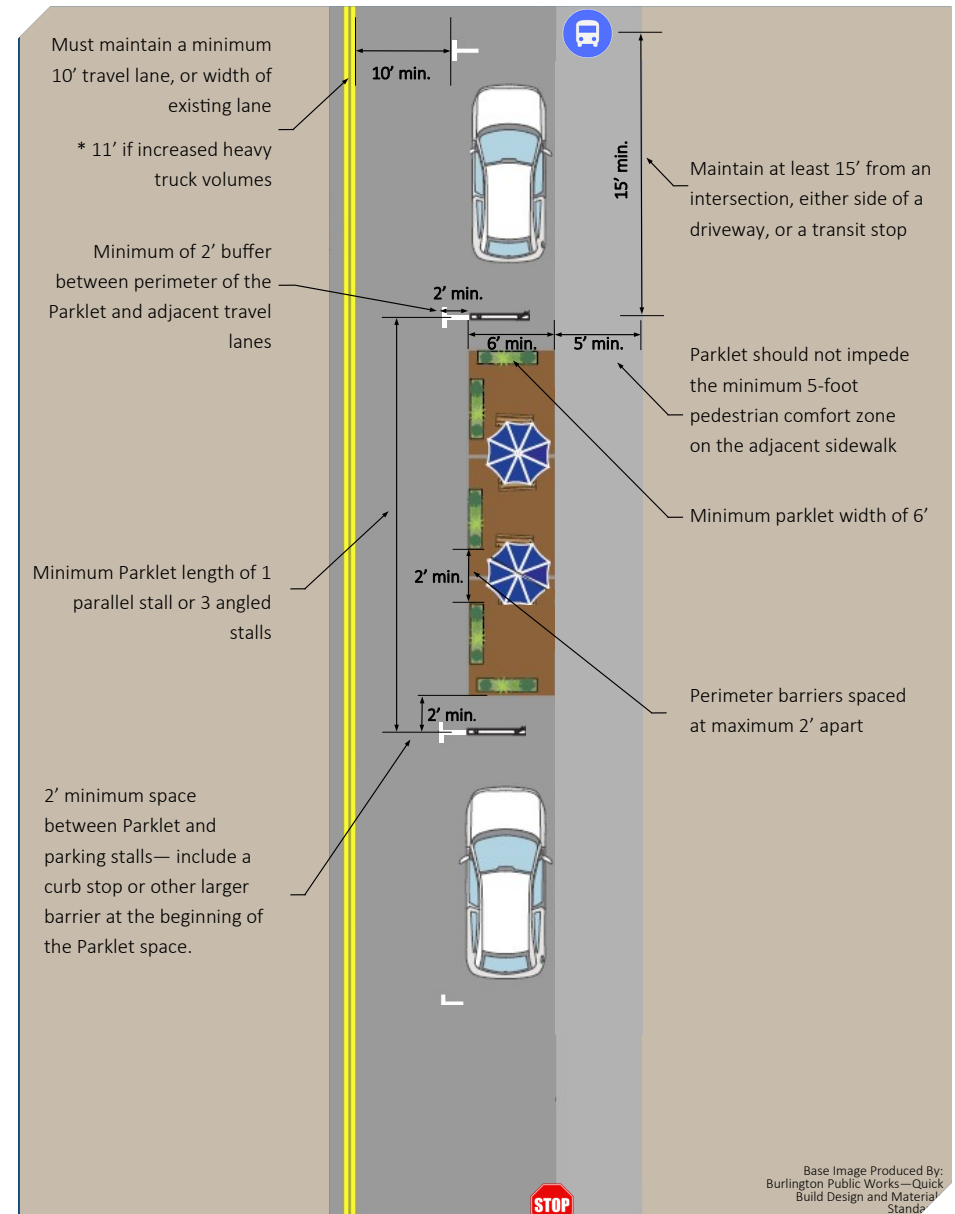 Must maintain a minimum
10’ travel lane, or width of
existing lane
* 11’ if increased heavy
truck volumes
10’ min.
15’ min.
Maintain at least 15’ from an
intersection, either side of a
driveway, or a transit stop
Minimum of 2’ buffer
between perimeter of the
Parklet and adjacent travel
lanes
2’ min.
6’ min.
5’ min.
Parklet should not impede
the minimum 5-foot
pedestrian comfort zone
on the adjacent sidewalk
Minimum parklet width of 6’
Minimum Parklet length of 1
parallel stall or 3 angled
stalls
2’ min.
Perimeter barriers spaced
at maximum 2’ apart
2’ min.
2’ minimum space
between Parklet and
parking stalls— include a
curb stop or other larger
barrier at the beginning of
the Parklet space.
STOP
Base Image Produced By:
Burlington Public Works—Quick
Build Design and Material